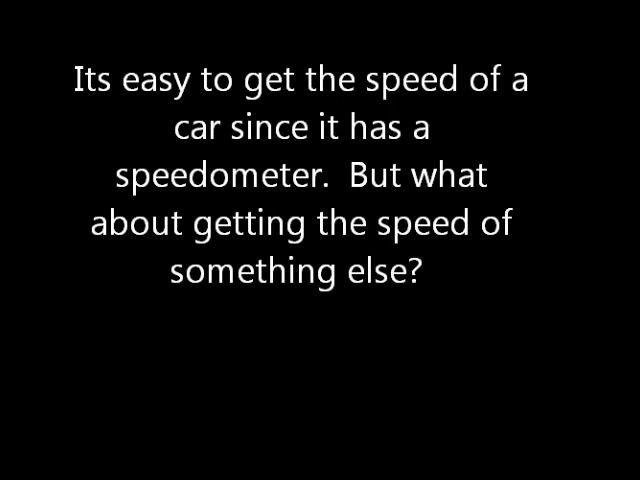 Its easy to get the speed of a
car since it has a
speedometer.  But what
about getting the speed of
something else?